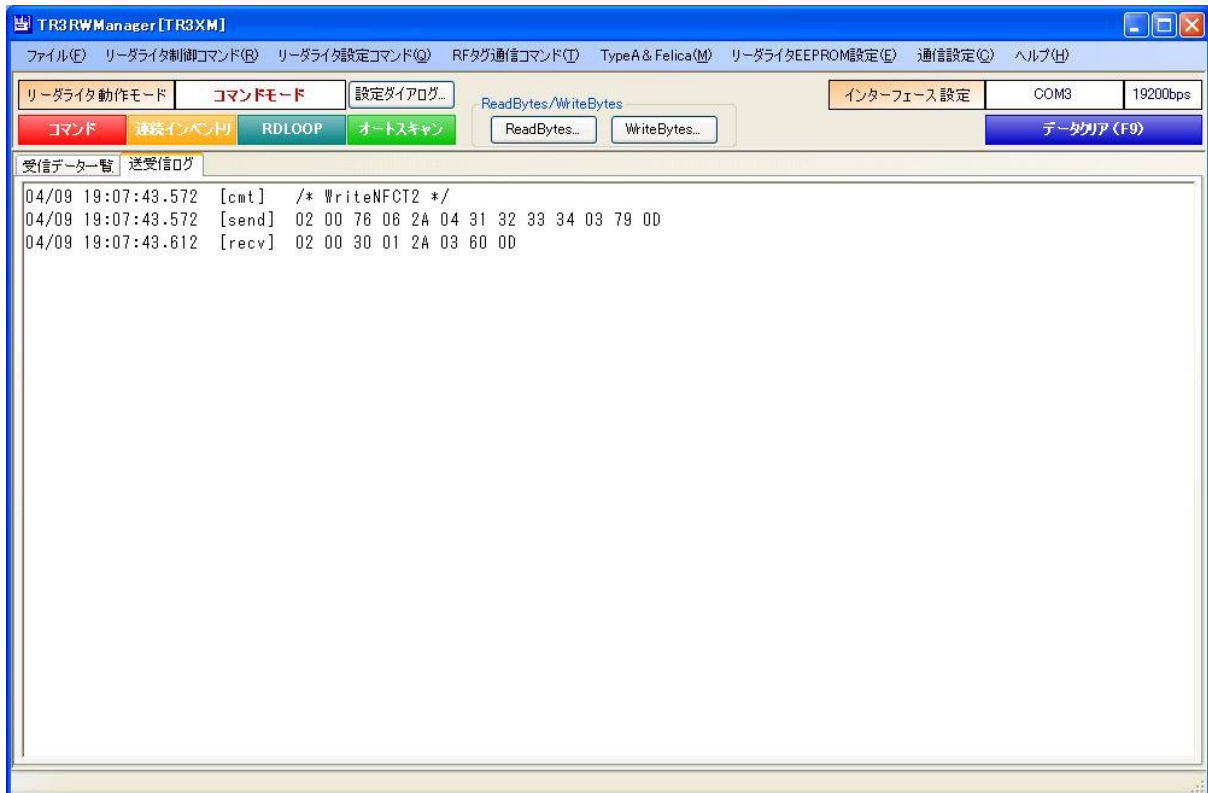 TR3RWManager[TR3XM]
ファイル(F) リーダライタ制御コマンド(R) リーダライタ設定コマンド(Q) RFタグ通信コマンド(T) TypeA&Felica(M) リーダライタEEPROM設定(E) 通信設定(C) ヘルプ(H)
リーダライタ動作モード コマンドモード 設定ダイアログ... ReadBytes/WriteBytes インターフェース設定 COM3 19200bps
コマンド 連続インベントリ RDLOOP オートスキャン ReadBytes... WriteBytes... データクリア(F9)
受信データ一覧 送受信ログ
04/09 19:07:43.572 [cmt] /* WriteNFCT2 */
04/09 19:07:43.572 [send] 02 00 76 06 2A 04 31 32 33 34 03 79 0D
04/09 19:07:43.612 [recv] 02 00 30 01 2A 03 60 0D